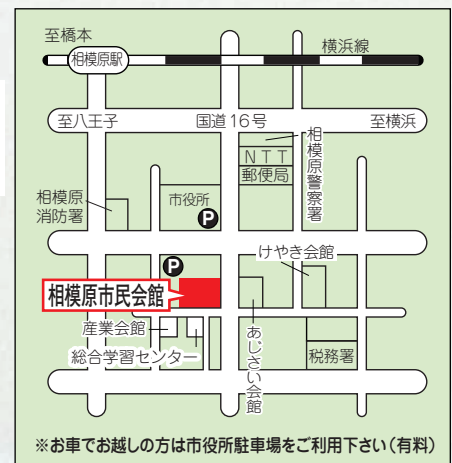 至橋本
横浜線
相模原駅
至八王子
国道16号
至横浜
相模原警察署
NTT
郵便局
相模原
消防署
市役所
P
けやき会館
P
相模原市民会館
産業会館
総合学習センター
あじさい会館
税務署
※お車でお越しの方は市役所駐車場をご利用下さい(有料)